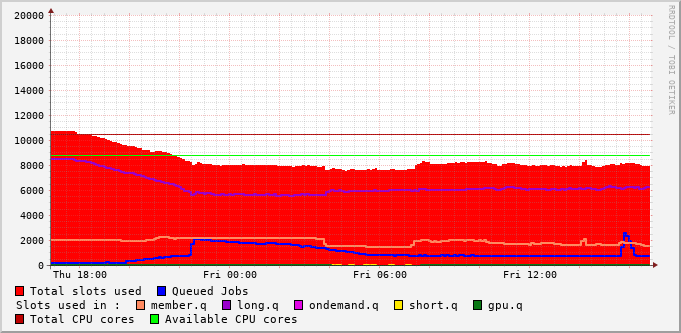 20000
18000
16000
14000
12000
10000
8000
6000
4000
2000
0
Thu 18:00 Fri 00:00 Fri 06:00 Fri 12:00
RRDTOOL / TOBI OETIKER
Total slots used Queued Jobs
Slots used in : member.q long.q ondemand.q short.q gpu.q
Total CPU cores Available CPU cores